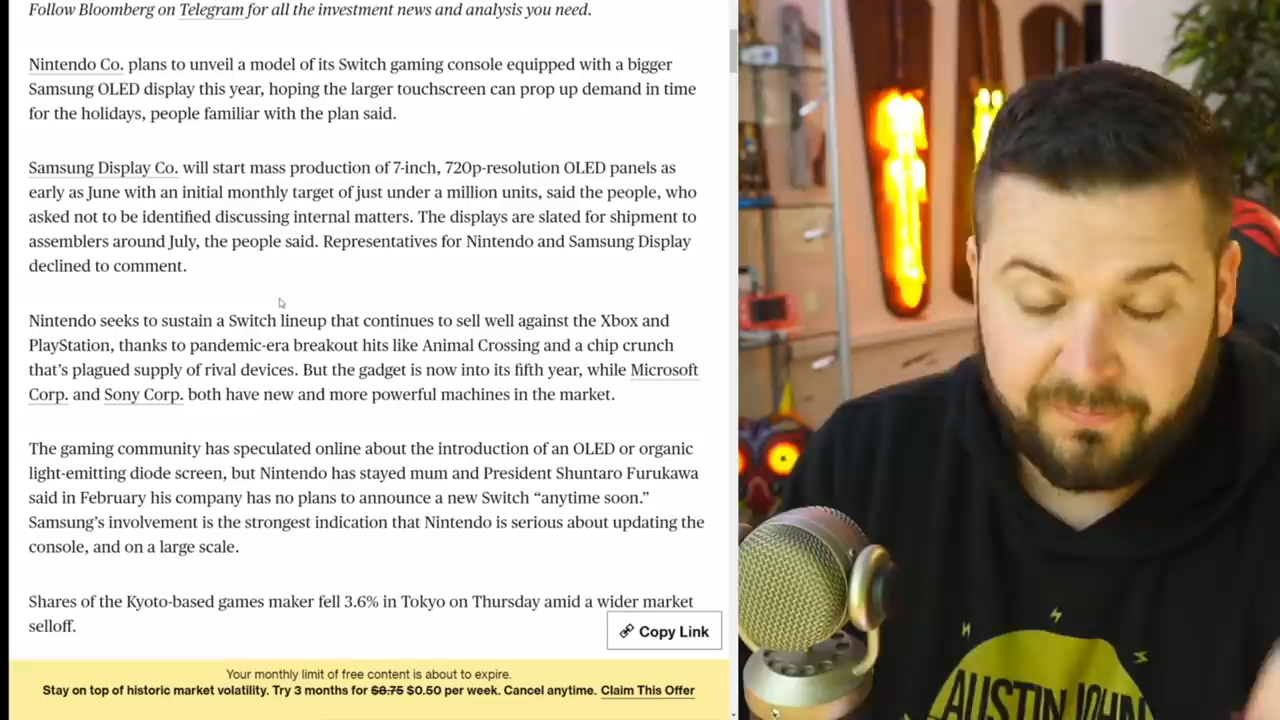 Follow Bloomberg on Telegram for all the investment news and analysis you need.
Nintendo Co. plans to unveil a model of its Switch gaming console equipped with a bigger
Samsung OLED display this year, hoping the larger touchscreen can prop up demand in time
for the holidays, people familiar with the plan said.
Samsung Display Co. will start mass production of 7-inch, 720p-resolution OLED panels as
early as June with an initial monthly target of just under a million units, said the people, who
asked not to be identified discussing internal matters. The displays are slated for shipment to
assemblers around July, the people said. Representatives for Nintendo and Samsung Display
declined to comment.
Nintendo seeks to sustain a Switch lineup that continues to sell well against the Xbox and
PlayStation, thanks to pandemic-era breakout hits like Animal Crossing and a chip crunch
that's plagued supply of rival devices. But the gadget is now into its fifth year, while Microsoft
Corp. and Sony Corp. both have new and more powerful machines in the market.
The gaming community has speculated online about the introduction of an OLED or organic
light-emitting diode screen, but Nintendo has stayed mum and President Shuntaro Furukawa
said in February his company has no plans to announce a new Switch “anytime soon.”
Samsung's involvement is the strongest indication that Nintendo is serious about updating the
console, and on a large scale.
Shares of the Kyoto-based games maker fell 3.6% in Tokyo on Thursday amid a wider market
selloff.
Copy Link
Your monthly limit of free content is about to expire.
Stay on top of historic market volatility. Try 3 months for $8.75 $0.50 per week. Cancel anytime. Claim This Offer
AUSTIN JOHN